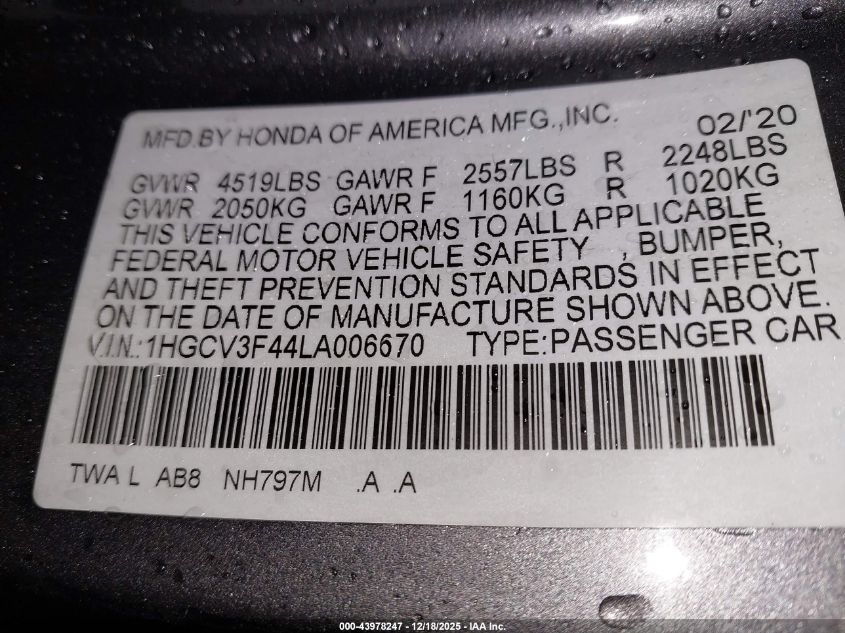 MFD.BY HONDA OF AMERICA MFG.,INC. 02/'20
GVWR 4519LBS GAWR F 2557LBS R 2248LBS
GVWR 2050KG GAWR F 1160KG R 1020KG
THIS VEHICLE CONFORMS TO ALL APPLICABLE
FEDERAL MOTOR VEHICLE SAFETY , BUMPER,
AND THEFT PREVENTION STANDARDS IN EFFECT
ON THE DATE OF MANUFACTURE SHOWN ABOVE.
V.I.N.:1HGCV3F44LA006670 TYPE:PASSENGER CAR
TWA L AB8 NH797M .A .A
000-43978247 - 12/18/2025 - IAA Inc.